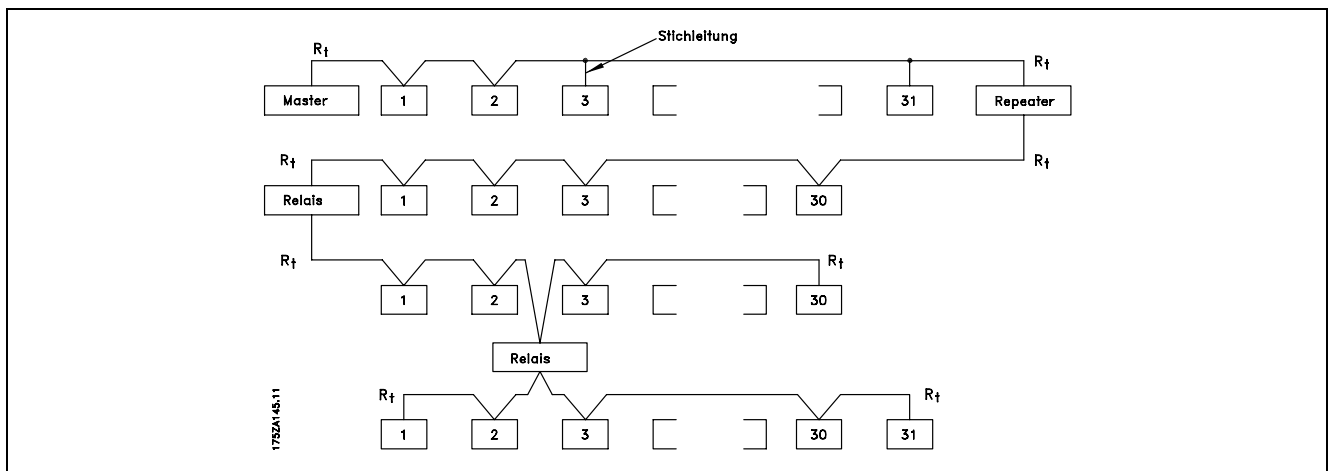 Stichleitung
Rt Rt
Master 1 2 3 31 Repeater
Rt Rt
Relais 1 2 3 30
Rt Rt
1 2 3 30
Relais
Rt Rt
1 2 3 30 31
175ZA145.11